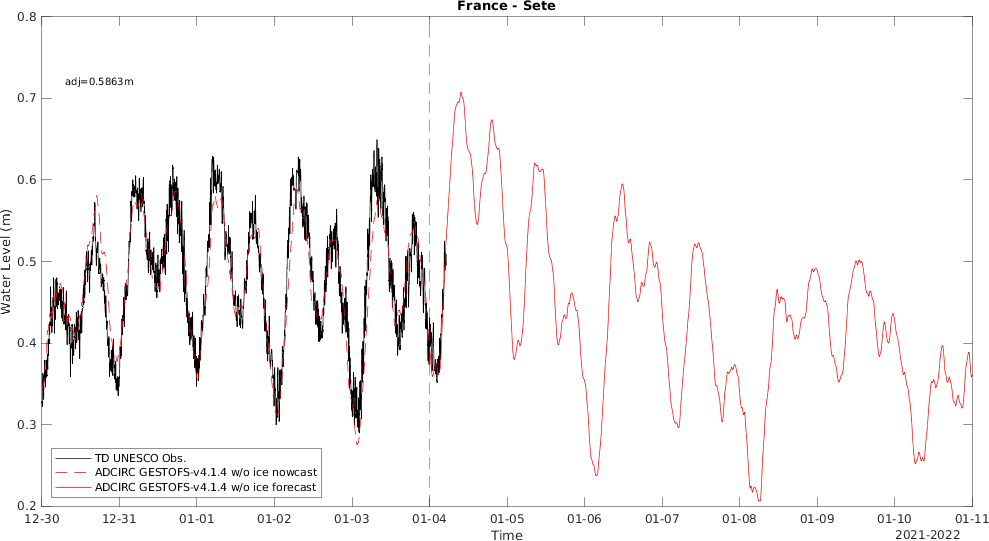 France - Sete
0.8
0.7
0.6
0.5
0.4
0.3
0.2
Water Level (m)
adj=0.5863m
TD UNESCO Obs.
ADCIRC GESTOFS-v4.1.4 w/o ice nowcast
ADCIRC GESTOFS-v4.1.4 w/o ice forecast
12-30 12-31 01-01 01-02 01-03 01-04 01-05 01-06 01-07 01-08 01-09 01-10 01-11
Time
2021-2022